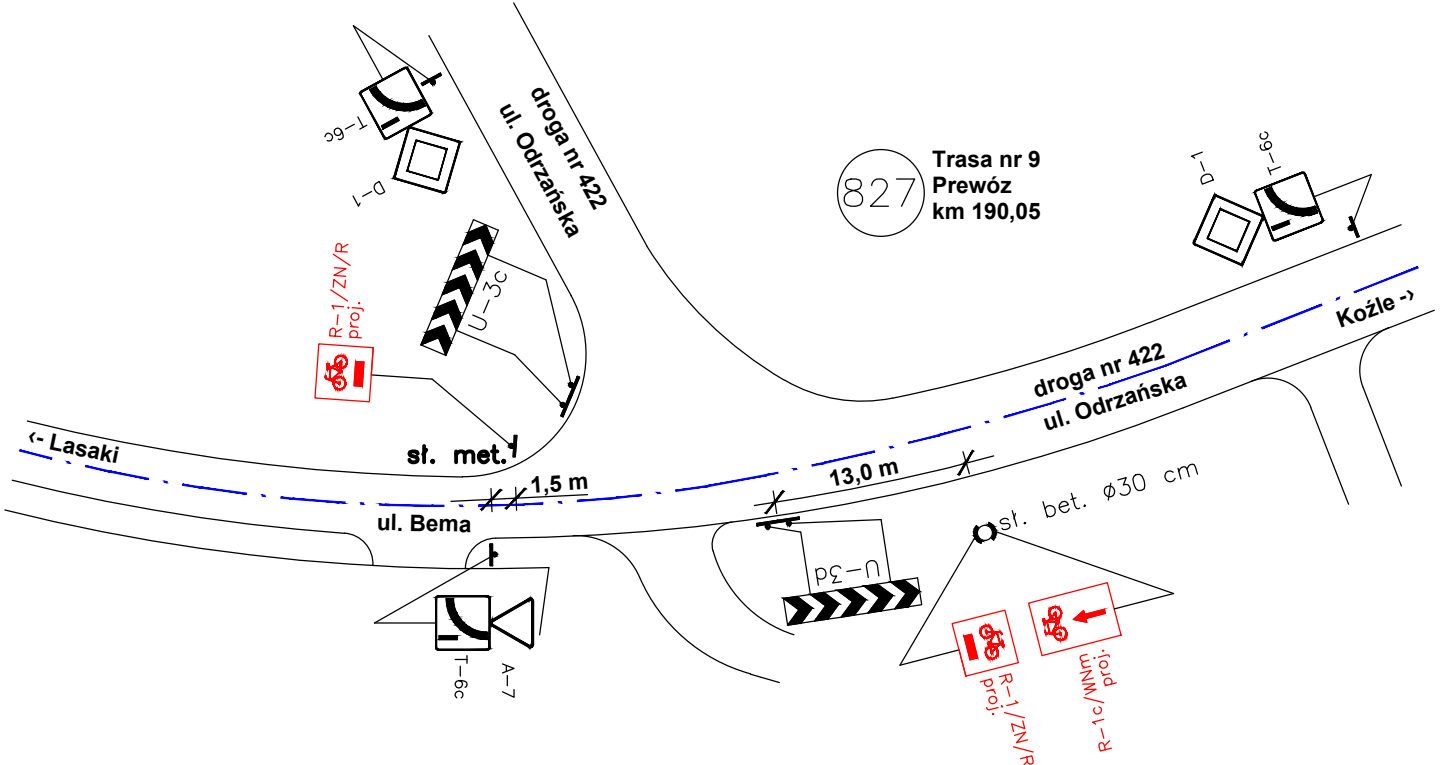 droga nr 422
ul. Odrzańska
T-6c
D-1
827
Trasa nr 9
Prewóz
km 190,05
D-1
T-6c
R-1/ZN/R
proj.
U-3c
Koźle ->
droga nr 422
ul. Odrzańska
<- Lasaki
sł. met.
1,5 m
13,0 m
ul. Bema
sł. bet. ø30 cm
U-3d
T-6c
A-7
R-1/ZN/R
proj.
R-1c/WNm
proj.